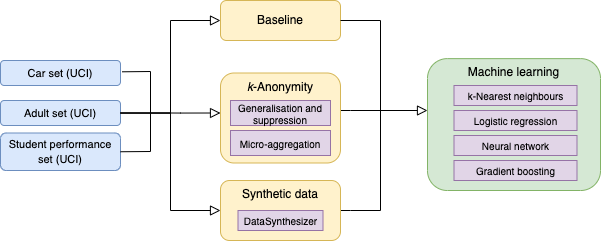 Car set (UCI)
Adult set (UCI)
Student performance
set (UCI)
Baseline
k-Anonymity
Generalisation and
suppression
Micro-aggregation
Synthetic data
DataSynthesizer
Machine learning
k-Nearest neighbours
Logistic regression
Neural network
Gradient boosting